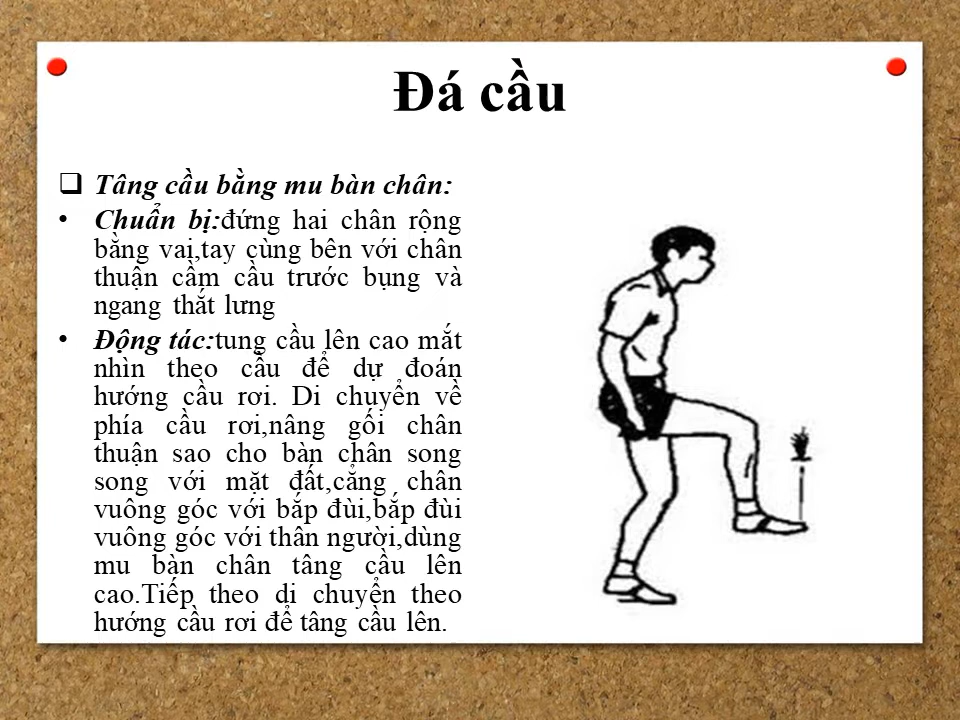 Đá cầu
Tâng cầu bằng mu bàn chân:
• Chuẩn bị:đứng hai chân rộng
bằng vai,tay cùng bên với chân
thuận cầm cầu trước bụng và
ngang thắt lưng
• Động tác:tung cầu lên cao mắt
nhìn theo cầu để dự đoán
hướng cầu rơi. Di chuyển về
phía cầu rơi,nâng gối chân
thuận sao cho bàn chân song
song với mặt đất,cẳng chân
vuông góc với bắp đùi,bắp đùi
vuông góc với thân người,dùng
mu bàn chân tâng cầu lên
cao.Tiếp theo di chuyển theo
hướng cầu rơi để tâng cầu lên.